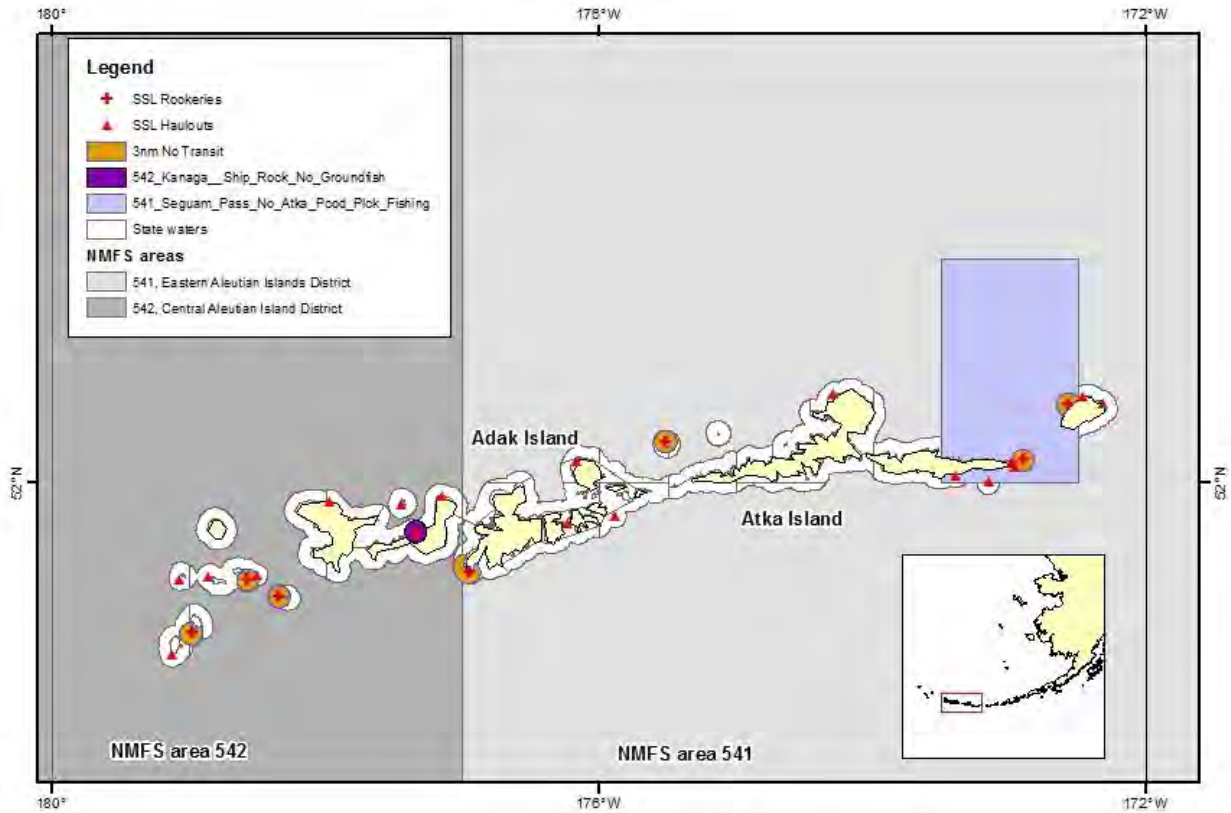 180°
176°W
172°W
Legend
SSL Rookeries
SSL Haulouts
3nm No Transit
542_Kanaga__Ship_Rock_No_Groundfish
541_Seguam_Pass_No_Atka_Pcod_Plck_Fishing
State waters
NMFS areas
541, Eastern Aleutian Islands District
542, Central Aleutian Island District
Adak Island
52°N
52°N
Atka Island
NMFS area 542
NMFS area 541
180°
176°W
172°W